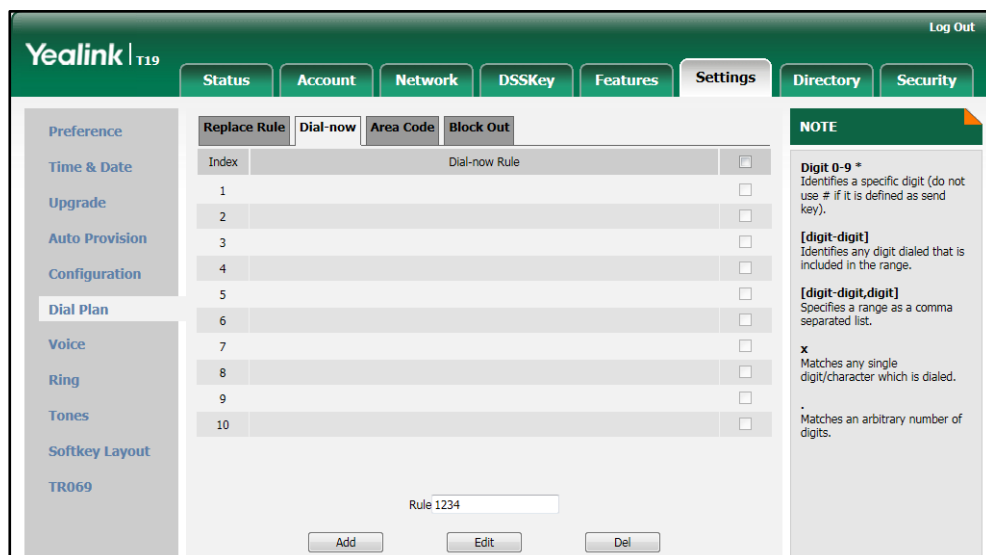 Log Out
Yealink | T19
Status Account Network DSSKey Features Settings Directory Security
Preference
Time & Date
Upgrade
Auto Provision
Configuration
Dial Plan
Voice
Ring
Tones
Softkey Layout
TR069
Replace Rule Dial-now Area Code Block Out
Index Dial-now Rule
1
2
3
4
5
6
7
8
9
10
Rule 1234
Add Edit Del
NOTE
Digit 0-9 *
Identifies a specific digit (do not
use # if it is defined as send
key).
[digit-digit]
Identifies any digit dialed that is
included in the range.
[digit-digit,digit]
Specifies a range as a comma
separated list.
x
Matches any single
digit/character which is dialed.
.
Matches an arbitrary number of
digits.